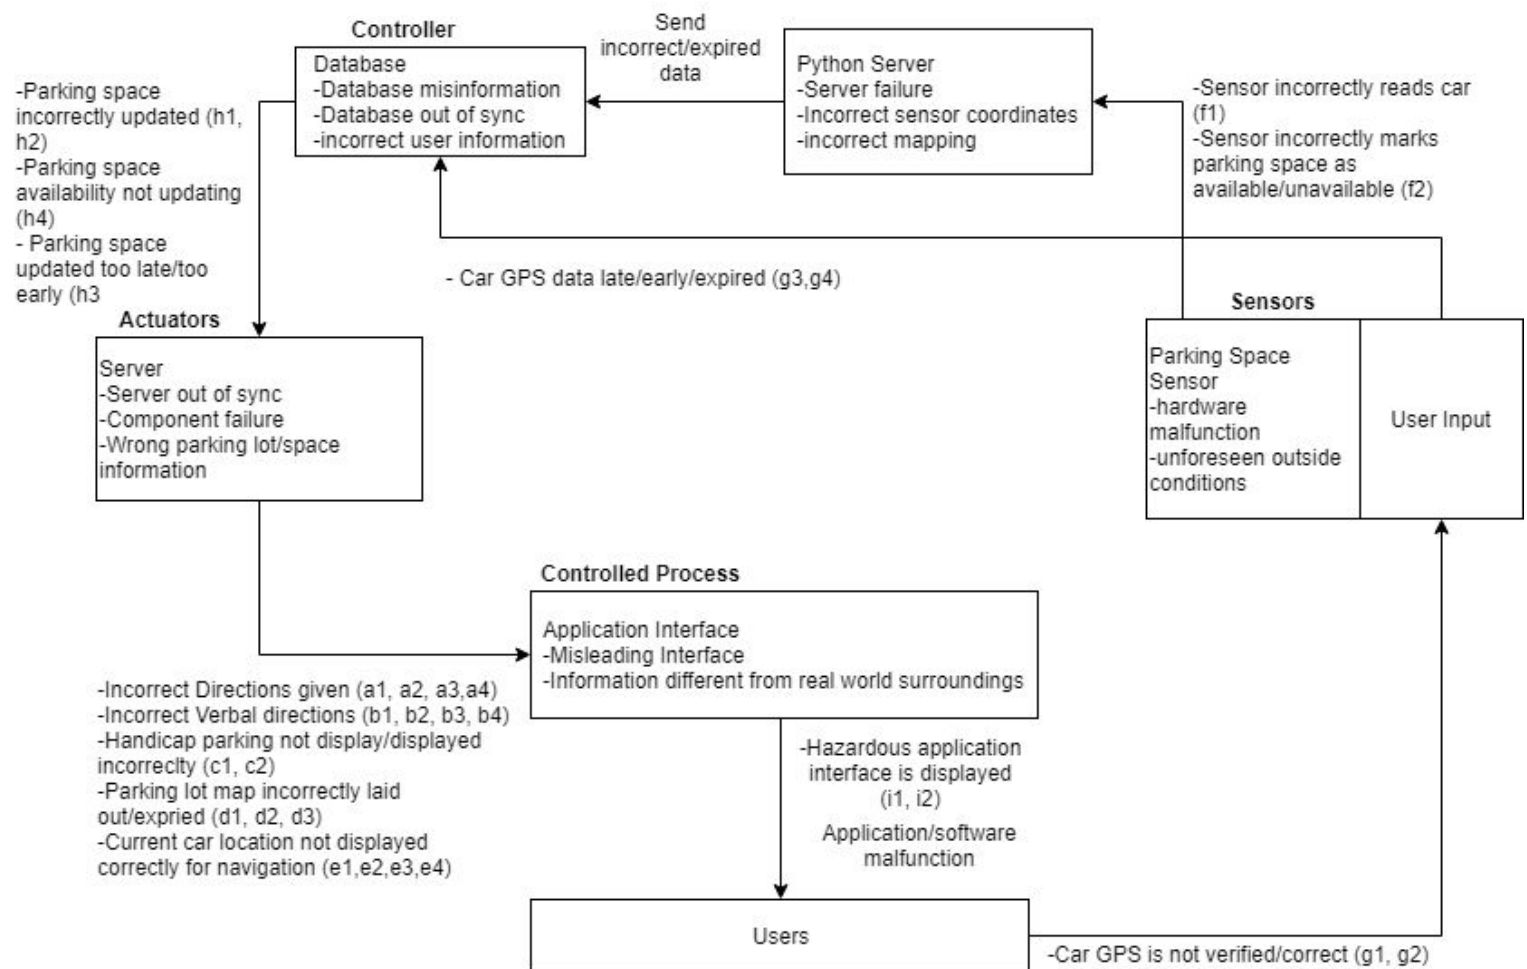 Controller
Database
-Database misinformation
-Database out of sync
-incorrect user information
Send
incorrect/expired
data
Python Server
-Server failure
-Incorrect sensor coordinates
-incorrect mapping
-Sensor incorrectly reads car
(f1)
-Sensor incorrectly marks
parking space as
available/unavailable (f2)
-Parking space
incorrectly updated (h1,
h2)
-Parking space
availability not updating
(h4)
- Parking space
updated too late/too
early (h3
- Car GPS data late/early/expired (g3,g4)
Actuators
Server
-Server out of sync
-Component failure
-Wrong parking lot/space
information
Sensors
Parking Space
Sensor
-hardware
malfunction
-unforeseen outside
conditions
User Input
Controlled Process
Application Interface
-Misleading Interface
-Information different from real world surroundings
-Incorrect Directions given (a1, a2, a3,a4)
-Incorrect Verbal directions (b1, b2, b3, b4)
-Handicap parking not display/displayed
incorreclty (c1, c2)
-Parking lot map incorrectly laid
out/expried (d1, d2, d3)
-Current car location not displayed
correctly for navigation (e1,e2,e3,e4)
-Hazardous application
interface is displayed
(i1, i2)
Application/software
malfunction
Users
-Car GPS is not verified/correct (g1, g2)